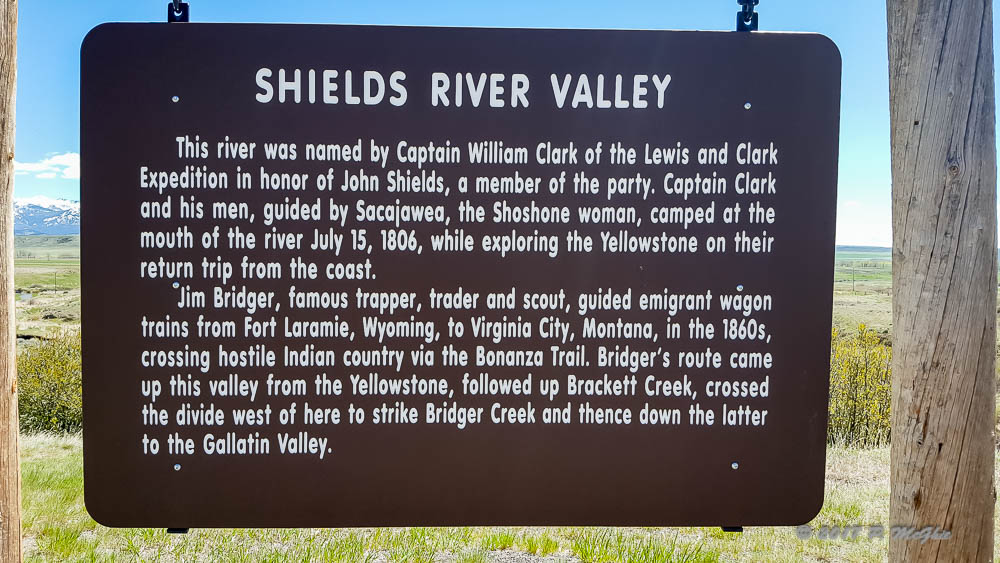 SHIELDS RIVER VALLEY
This river was named by Captain William Clark of the Lewis and Clark
Expedition in honor of John Shields, a member of the party. Captain Clark
and his men, guided by Sacajawea, the Shoshone woman, camped at the
mouth of the river July 15, 1806, while exploring the Yellowstone on their
return trip from the coast.
Jim Bridger, famous trapper, trader and scout, guided emigrant wagon
trains from Fort Laramie, Wyoming, to Virginia City, Montana, in the 1860s,
crossing hostile Indian country via the Bonanza Trail. Bridger's route came
up this valley from the Yellowstone, followed up Brackett Creek, crossed
the divide west of here to strike Bridger Creek and thence down the latter
to the Gallatin Valley.